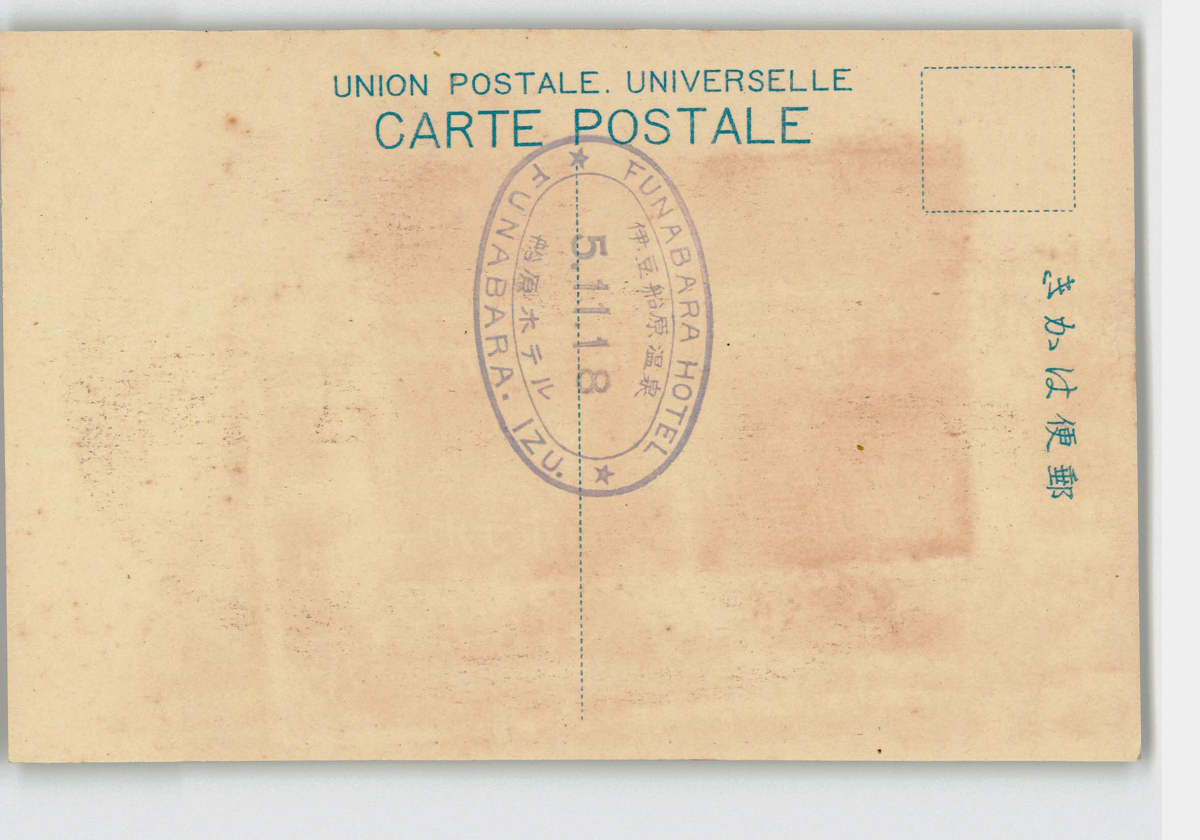 UNION POSTALE. UNIVERSELLE
CARTE POSTALE
★ FUNABARA HOTEL ★
伊豆船原温泉
5.11.18
船原ホテル
FUNABARA. IZU.
きかは便郵